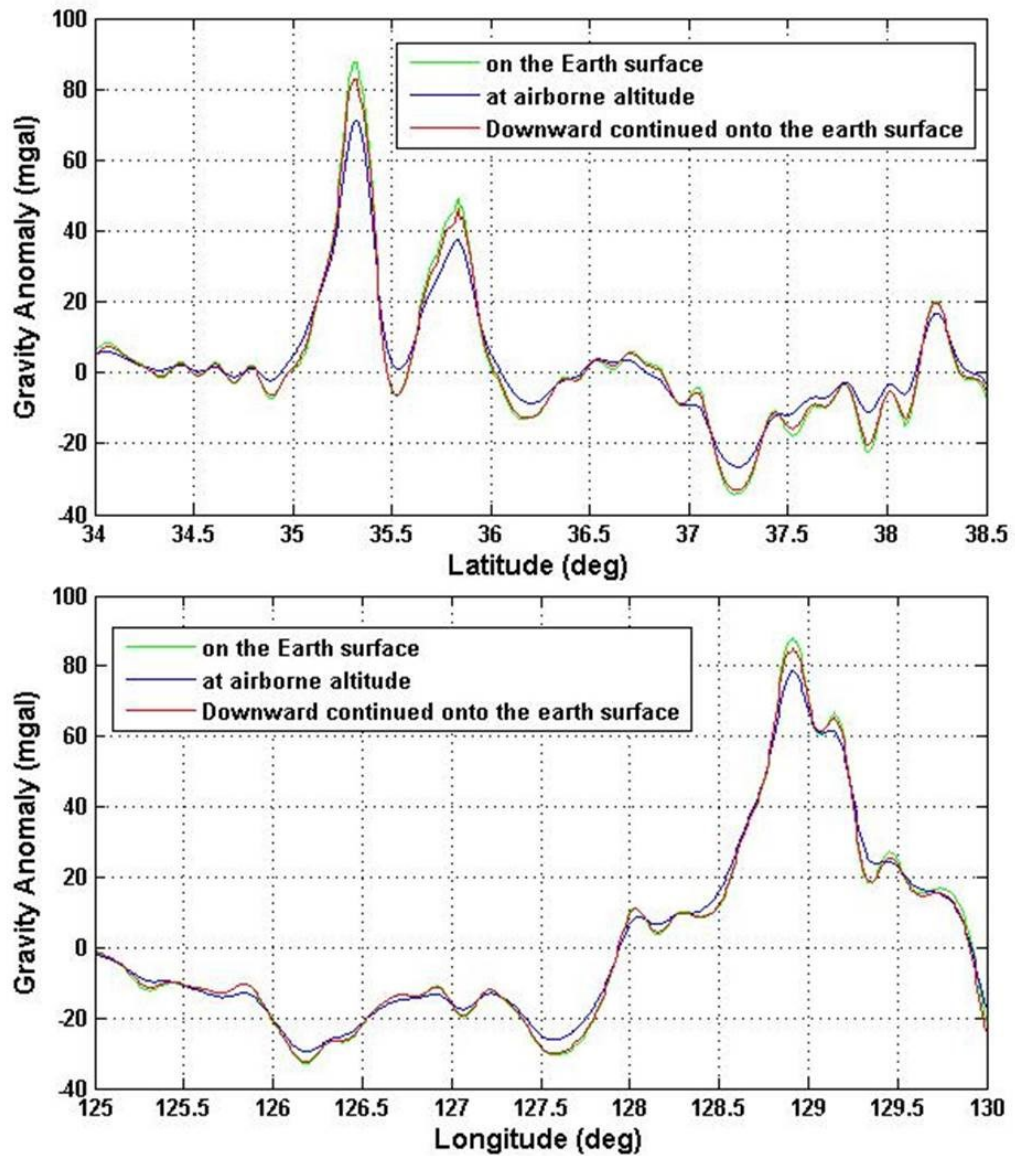 100
80
60
40
20
0
-20
-40
Gravity Anomaly (mgal)
on the Earth surface
at airborne altitude
Downward continued onto the earth surface
34 34.5 35 35.5 36 36.5 37 37.5 38 38.5
Latitude (deg)
100
80
60
40
20
0
-20
-40
Gravity Anomaly (mgal)
on the Earth surface
at airborne altitude
Downward continued onto the earth surface
125 125.5 126 126.5 127 127.5 128 128.5 129 129.5 130
Longitude (deg)